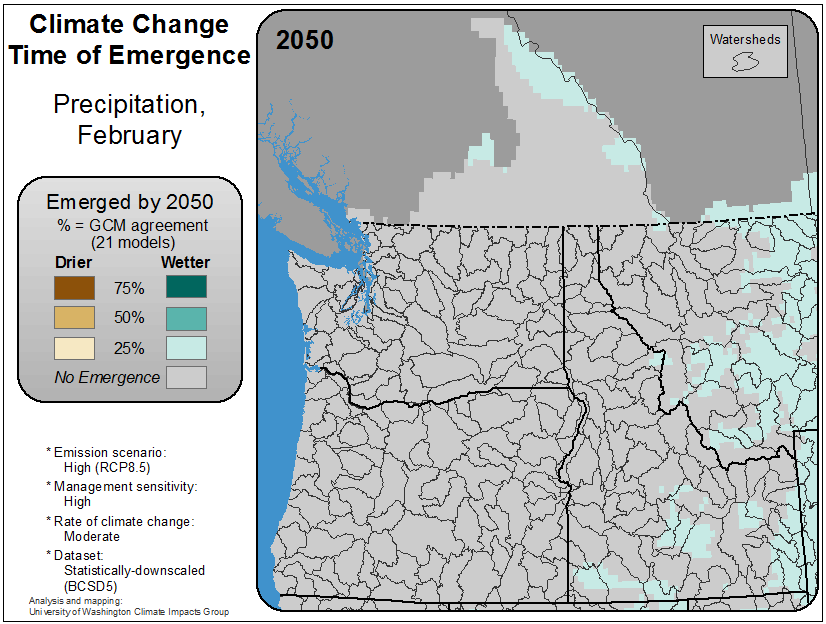 Climate Change
Time of Emergence
Precipitation,
February
Emerged by 2050
% = GCM agreement
(21 models)
Drier Wetter
75%
50%
25%
No Emergence
* Emission scenario:
High (RCP8.5)
* Management sensitivity:
High
* Rate of climate change:
Moderate
* Dataset:
Statistically-downscaled
(BCSD5)
Analysis and mapping:
University of Washington Climate Impacts Group
2050
Watersheds